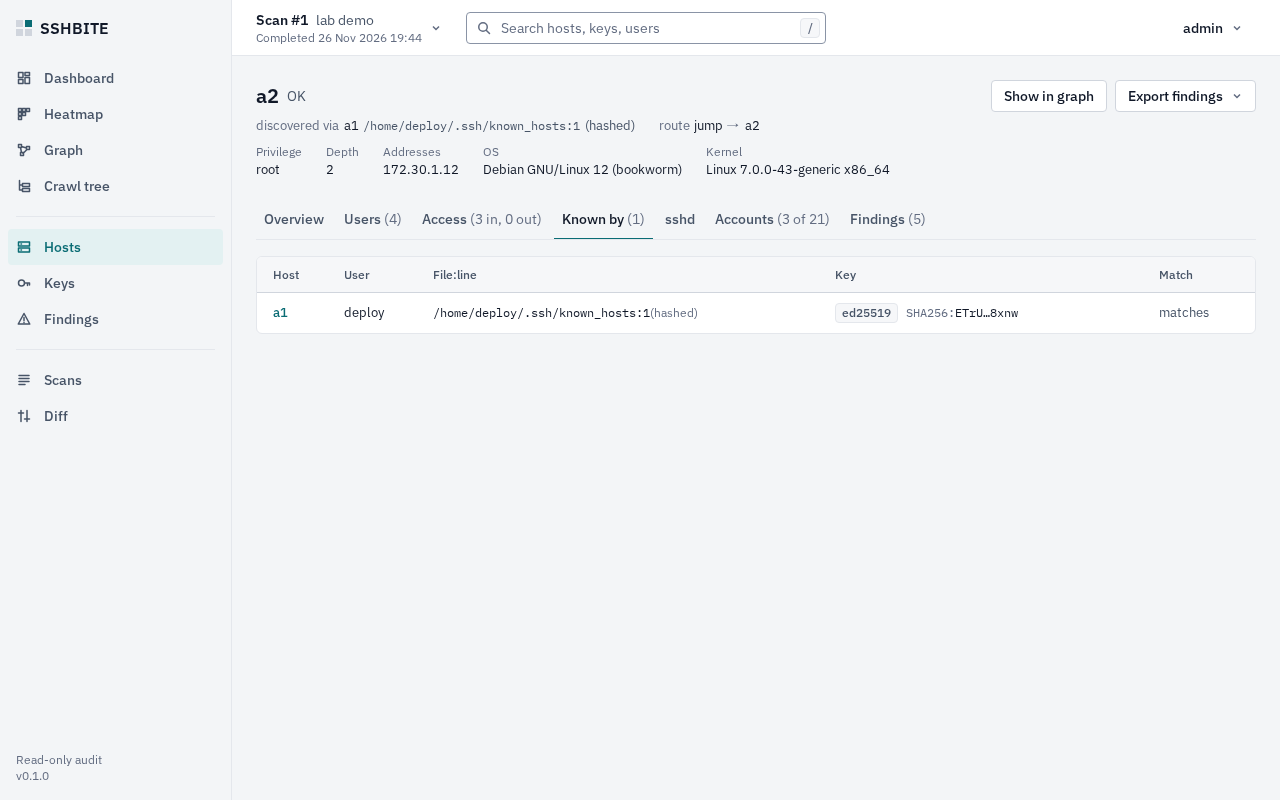 SSHBITE
Dashboard
Heatmap
Graph
Crawl tree
Hosts
Keys
Findings
Scans
Diff
Read-only audit
v0.1.0
Scan #1 lab demo
Completed 26 Nov 2026 19:44
Search hosts, keys, users /
admin
a2 OK
Show in graph
Export findings
discovered via a1 /home/deploy/.ssh/known_hosts:1 (hashed) route jump → a2
Privilege Depth Addresses OS Kernel
root 2 172.30.1.12 Debian GNU/Linux 12 (bookworm) Linux 7.0.0-43-generic x86_64
Overview Users (4) Access (3 in, 0 out) Known by (1) sshd Accounts (3 of 21) Findings (5)
Host User File:line Key Match
a1 deploy /home/deploy/.ssh/known_hosts:1(hashed) ed25519 SHA256:ETrU…8xnw matches